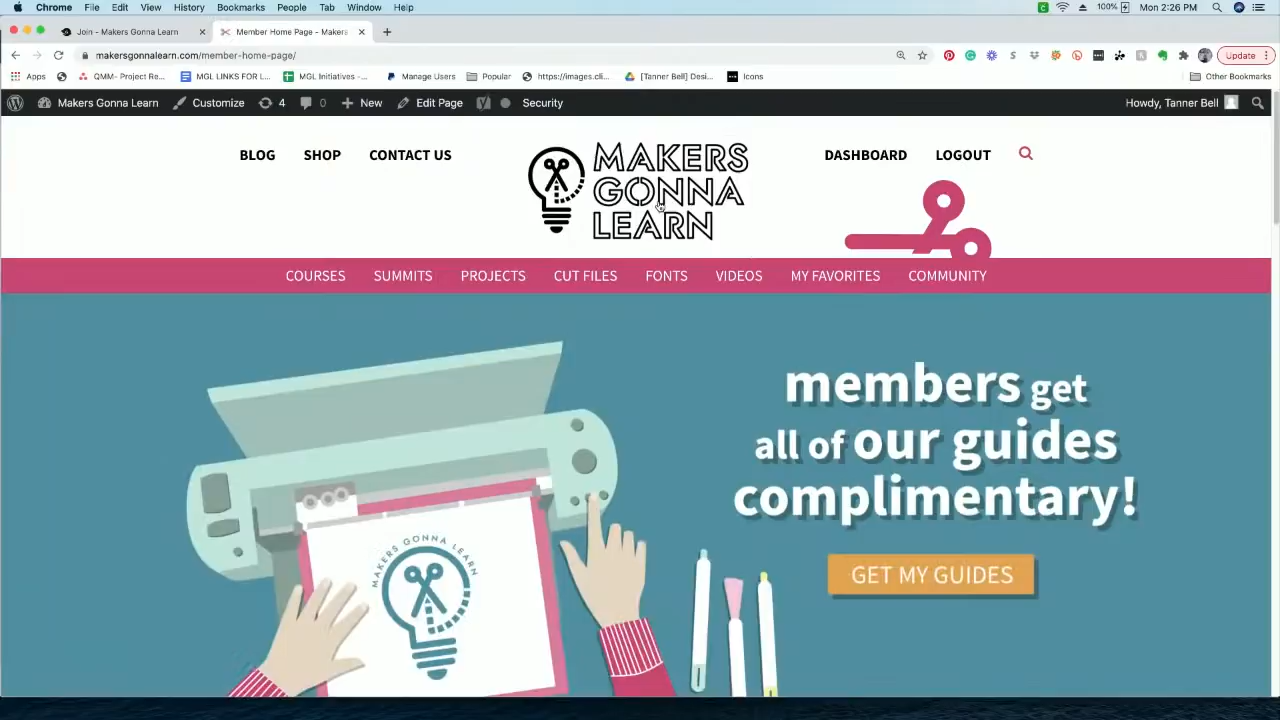 Chrome File Edit View History Bookmarks People Tab Window Help 100% Mon 2:26 PM
Join - Makers Gonna Learn Member Home Page - Makers
makersgonnalearn.com/member-home-page/ Update
Apps QMM- Project Re... MGL LINKS FOR L... MGL Initiatives -... Manage Users Popular https://images.cli... [Tanner Bell] Desi... Icons Other Bookmarks
Makers Gonna Learn Customize 4 0 New Edit Page Security Howdy, Tanner Bell
BLOG SHOP CONTACT US
MAKERS
GONNA
LEARN
DASHBOARD LOGOUT
COURSES SUMMITS PROJECTS CUT FILES FONTS VIDEOS MY FAVORITES COMMUNITY
members get
all of our guides
complimentary!
GET MY GUIDES
MAKERS GONNA LEARN